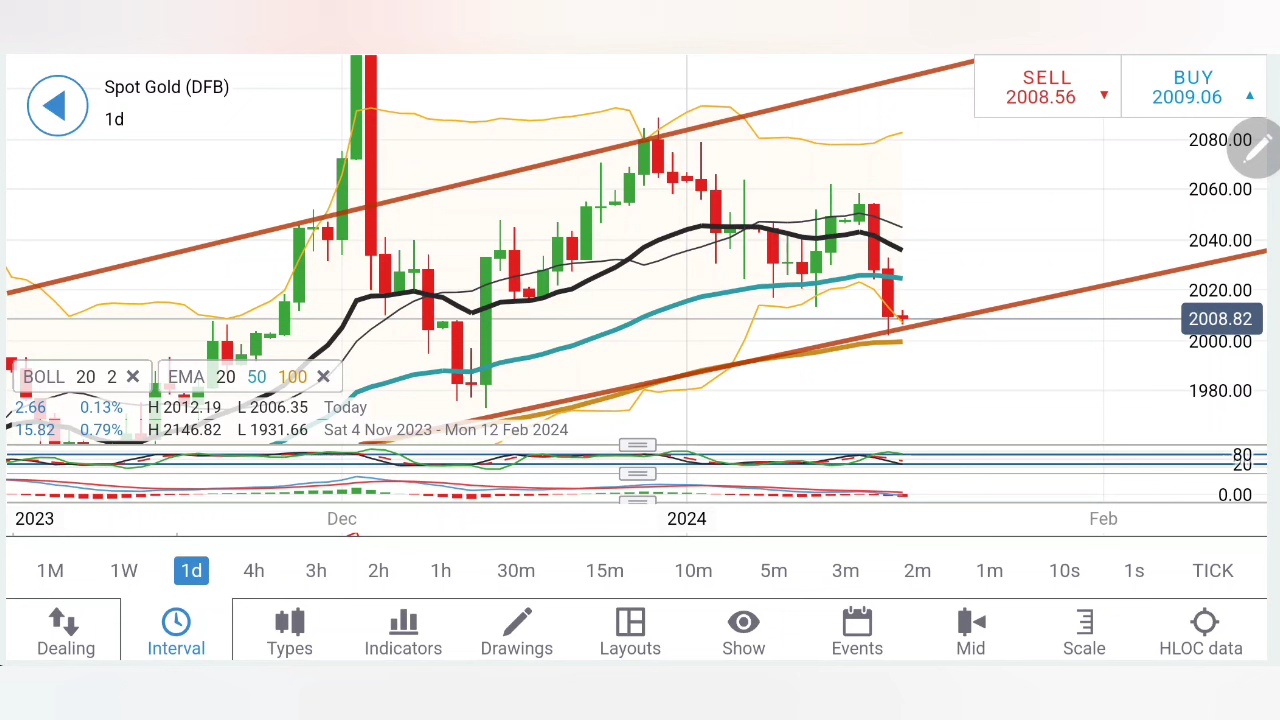 Spot Gold (DFB)
1d
SELL
2008.56
BUY
2009.06
2080.00
2060.00
2040.00
2020.00
2008.82
2000.00
1980.00
BOLL 20 2
EMA 20 50 100
2.66 0.13% H 2012.19 L 2006.35 Today
15.82 0.79% H 2146.82 L 1931.66 Sat 4 Nov 2023 - Mon 12 Feb 2024
80
20
0.00
2023 Dec 2024 Feb
1M 1W 1d 4h 3h 2h 1h 30m 15m 10m 5m 3m 2m 1m 10s 1s TICK
Dealing Interval Types Indicators Drawings Layouts Show Events Mid Scale HLOC data